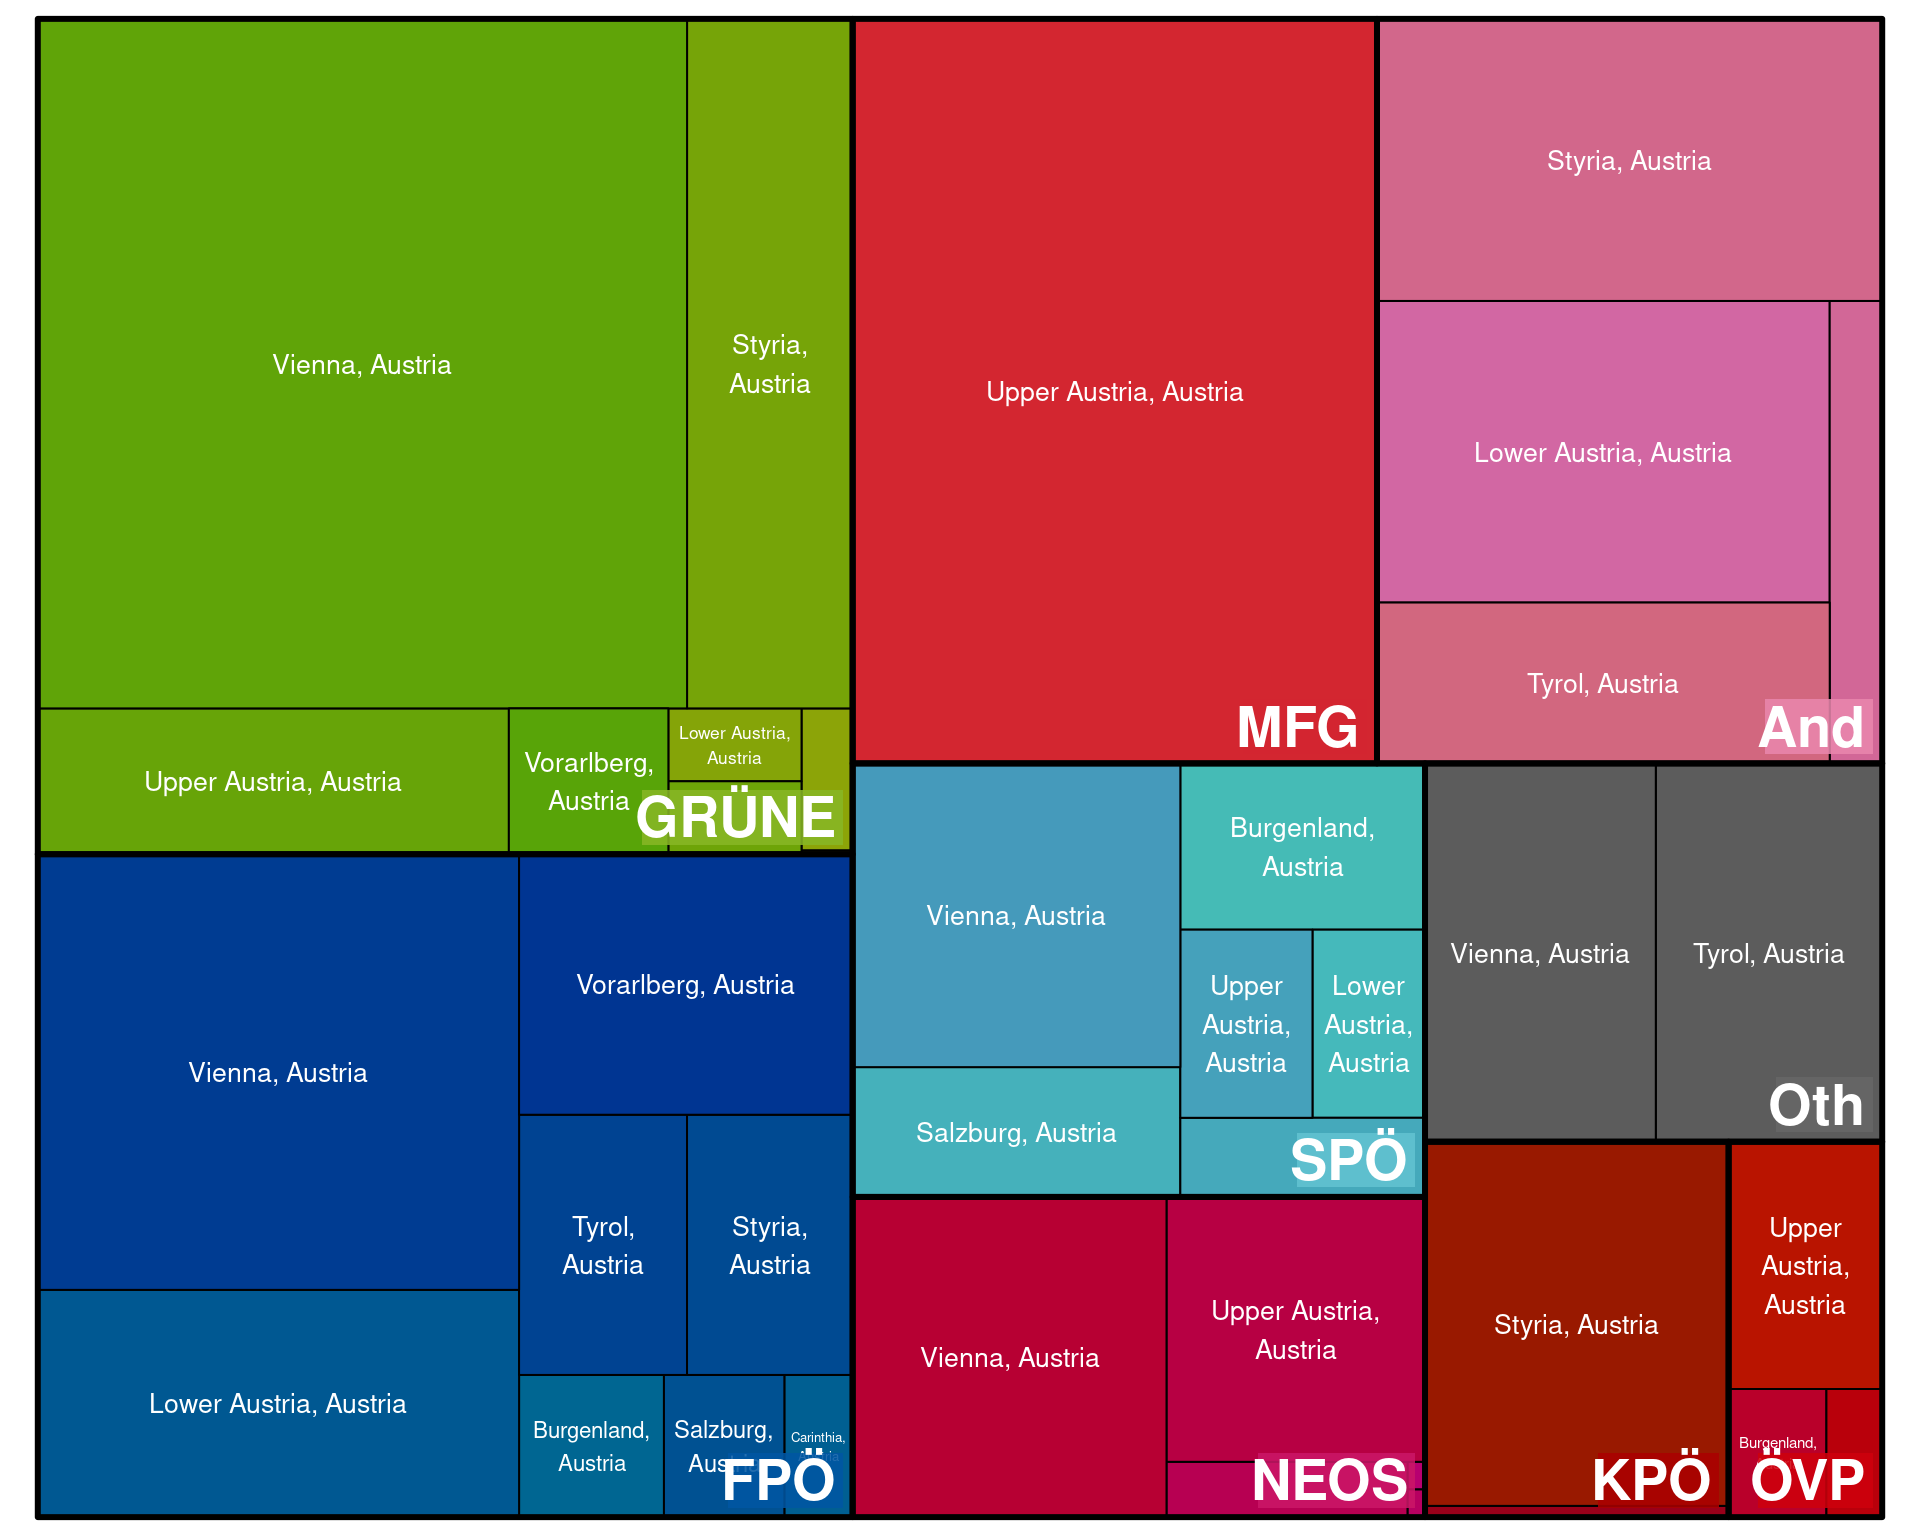 Vienna, Austria
Styria,
Austria
Upper Austria, Austria
Vorarlberg,
Austria
Lower Austria,
Austria
GRÜNE
Vienna, Austria
Vorarlberg, Austria
Tyrol,
Austria
Styria,
Austria
Lower Austria, Austria
Burgenland,
Austria
Salzburg,
Austria
Carinthia,
Austria
FPÖ
Upper Austria, Austria
MFG
Styria, Austria
Lower Austria, Austria
Tyrol, Austria
And
Vienna, Austria
Burgenland,
Austria
Upper
Austria,
Austria
Lower
Austria,
Austria
Salzburg, Austria
SPÖ
Vienna, Austria
Tyrol, Austria
Oth
Vienna, Austria
Upper Austria,
Austria
NEOS
Styria, Austria
KPÖ
Upper
Austria,
Austria
Burgenland,
ÖVP